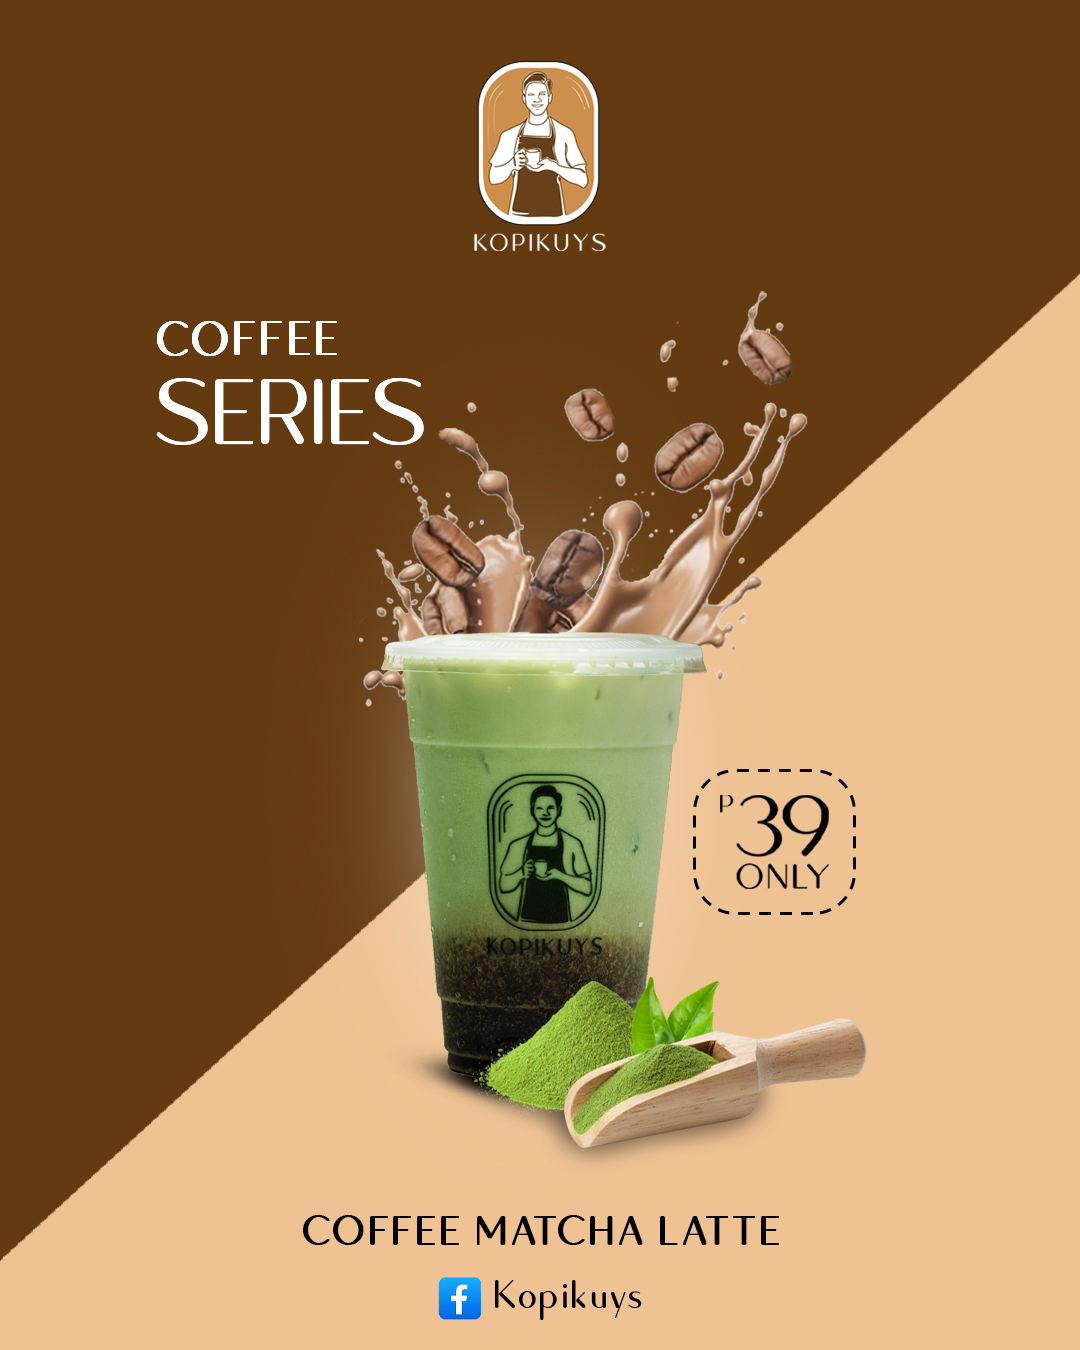 KOPIKUYS
COFFEE
SERIES
P39
ONLY
KOPIKUYS
COFFEE MATCHA LATTE
Kopikuys